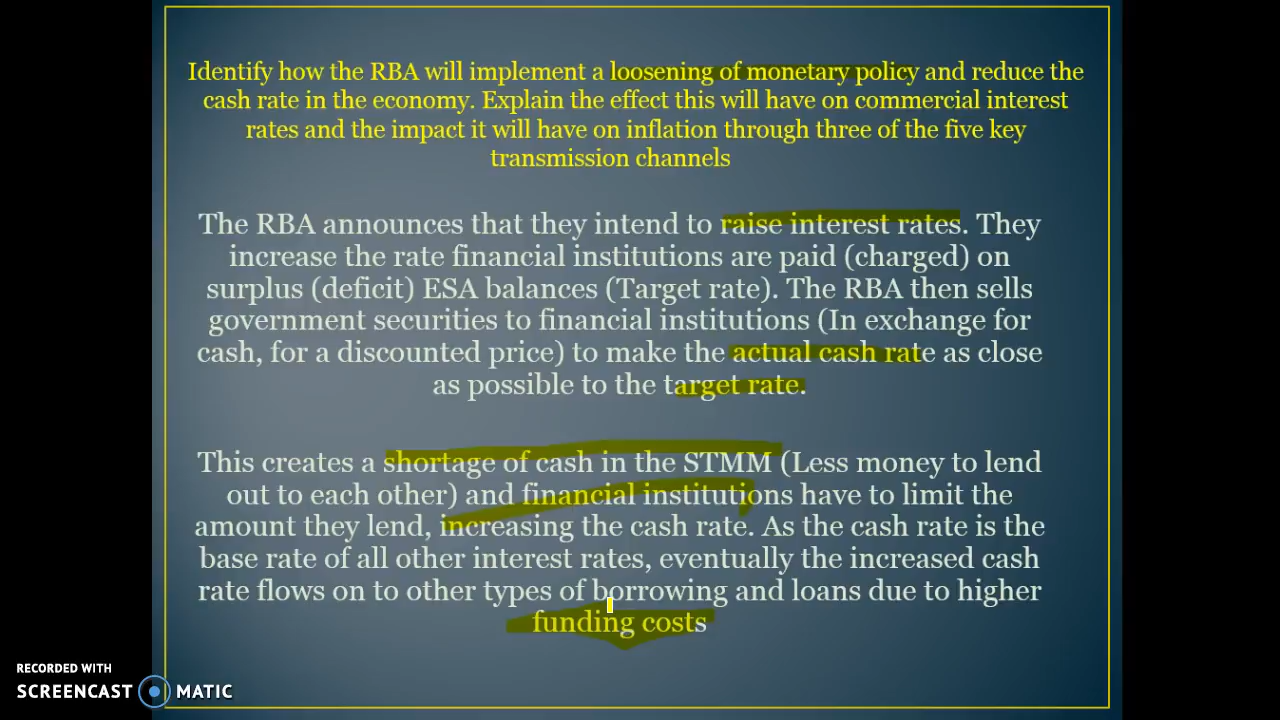 Identify how the RBA will implement a loosening of monetary policy and reduce the
cash rate in the economy. Explain the effect this will have on commercial interest
rates and the impact it will have on inflation through three of the five key
transmission channels
The RBA announces that they intend to raise interest rates. They
increase the rate financial institutions are paid (charged) on
surplus (deficit) ESA balances (Target rate). The RBA then sells
government securities to financial institutions (In exchange for
cash, for a discounted price) to make the actual cash rate as close
as possible to the target rate.
This creates a shortage of cash in the STMM (Less money to lend
out to each other) and financial institutions have to limit the
amount they lend, increasing the cash rate. As the cash rate is the
base rate of all other interest rates, eventually the increased cash
rate flows on to other types of borrowing and loans due to higher
funding costs
RECORDED WITH
SCREENCAST MATIC